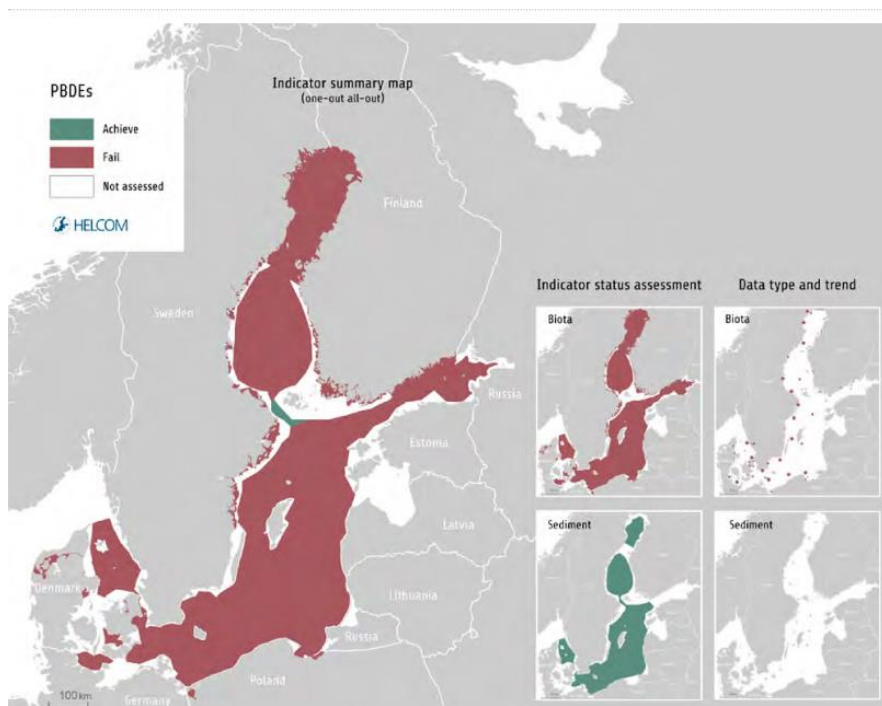 PBDEs
Achieve
Fail
Not assessed
HELCOM
Indicator summary map
(one-out all-out)
Finland
Sweden
Russia
Estonia
Latvia
Lithuania
Russia
Denmark
Poland
Germany
100 km
Indicator status assessment
Data type and trend
Biota
Biota
Sediment
Sediment